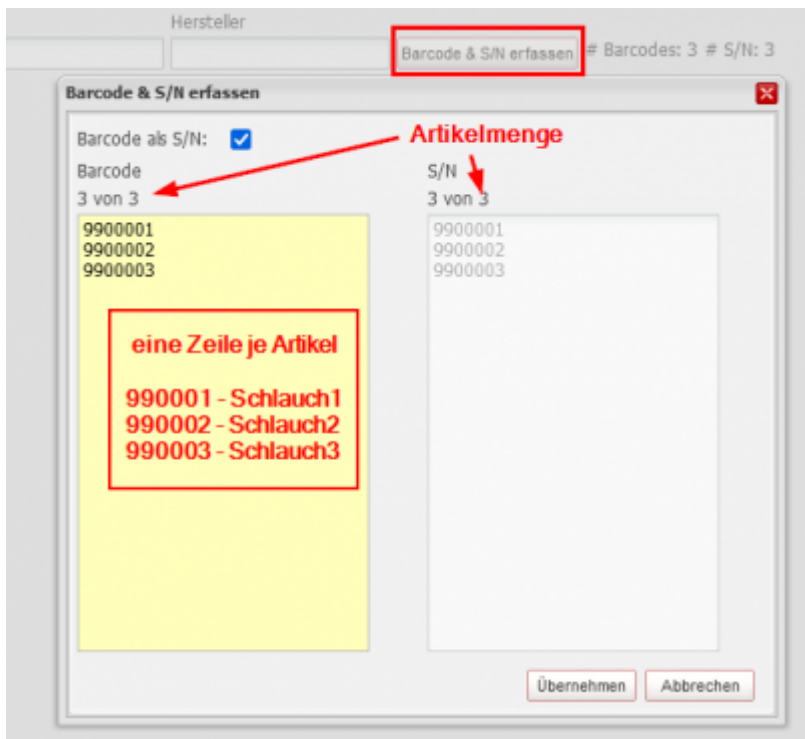 Hersteller
Barcode & S/N erfassen # Barcodes: 3 # S/N: 3
Barcode & S/N erfassen
Barcode als S/N: Artikelmenge
Barcode S/N
3 von 3 3 von 3
9900001 9900001
9900002 9900002
9900003 9900003
eine Zeile je Artikel
990001 - Schlauch1
990002 - Schlauch2
990003 - Schlauch3
Übernehmen Abbrechen